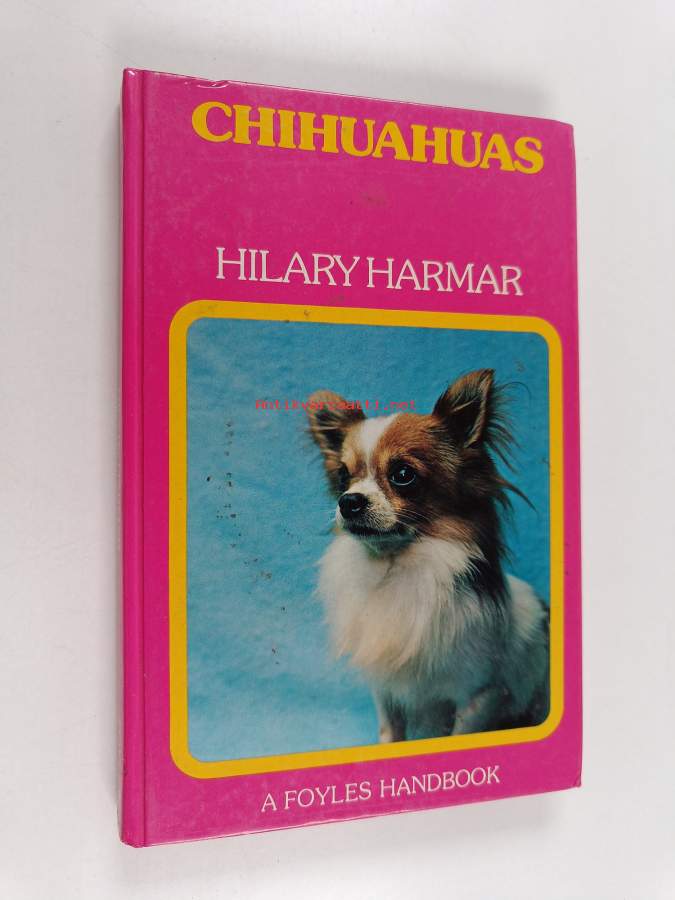 CHIHUAHUAS
HILARY HARMAR
Antikvariaatti.net
A FOYLES HANDBOOK